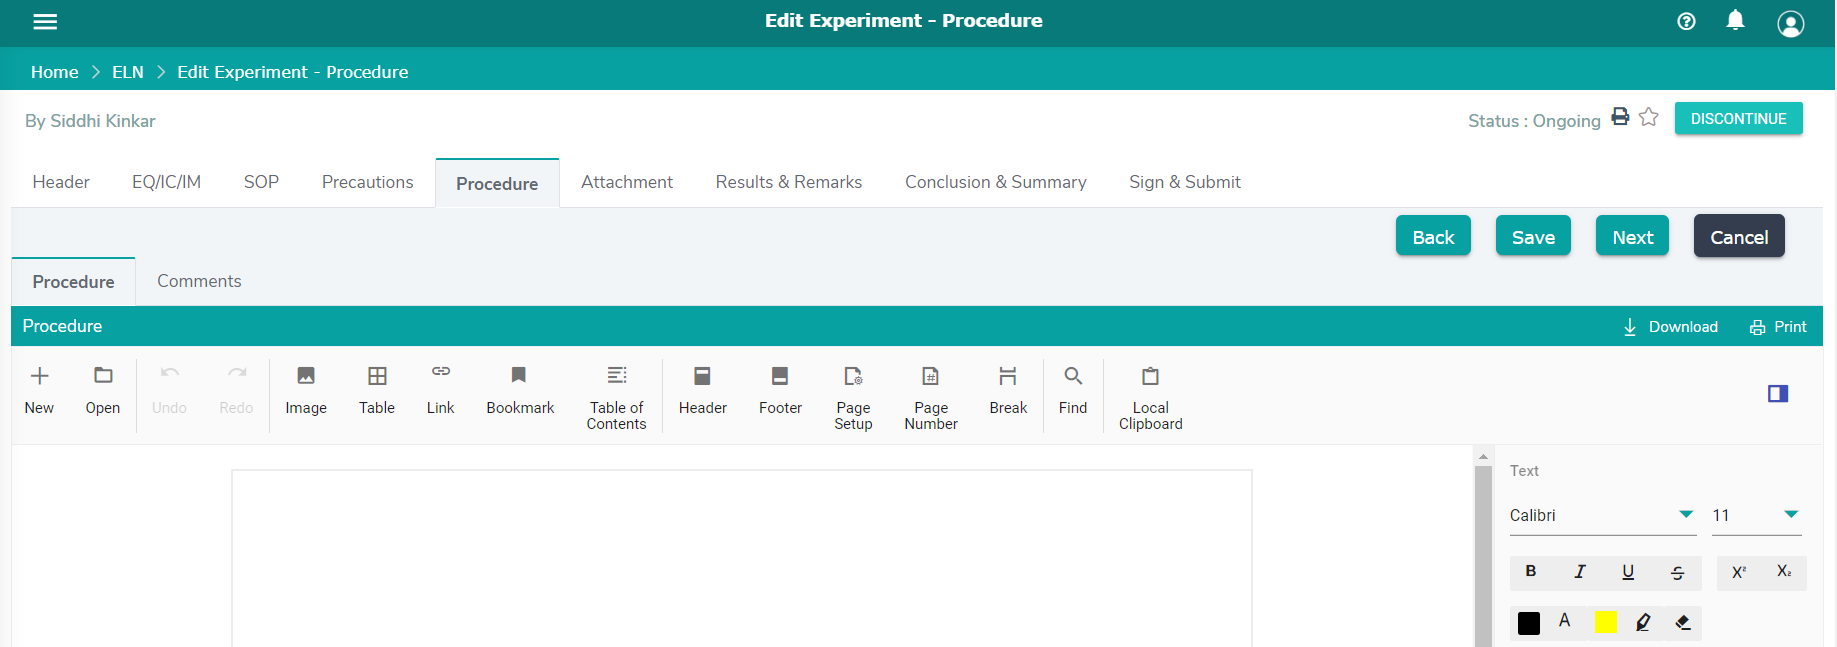 Edit Experiment - Procedure
Home > ELN > Edit Experiment - Procedure
By Siddhi Kinkar
Status : Ongoing
DISCONTINUE
Header EQ/IC/IM SOP Precautions Procedure Attachment Results & Remarks Conclusion & Summary Sign & Submit
Back Save Next Cancel
Procedure Comments
Procedure
Download Print
New Open Undo Redo Image Table Link Bookmark Table of Contents Header Footer Page Setup Page Number Break Find Local Clipboard
Text
Calibri 11
B I U S X² X₂
A